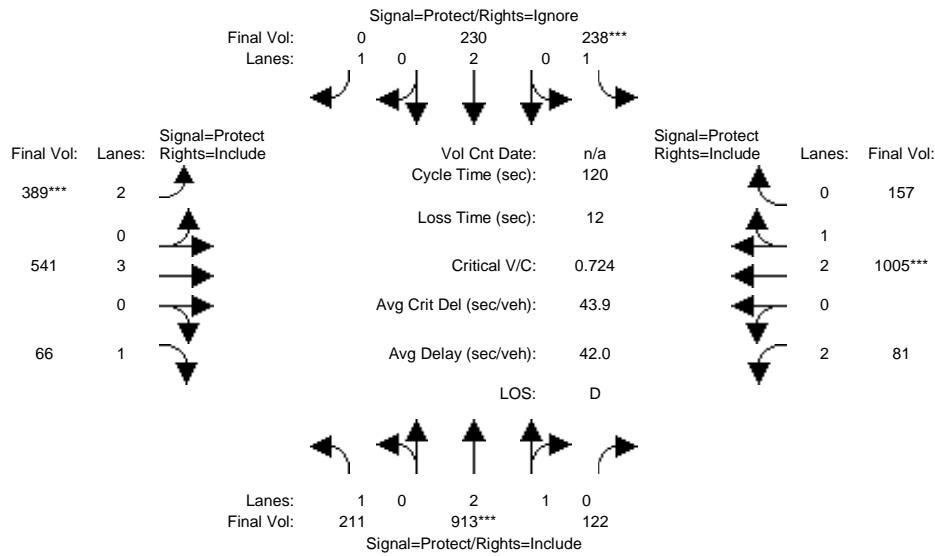 Signal=Protect/Rights=Ignore
Final Vol: 0 230 238***
Lanes: 1 0 2 0 1
Signal=Protect
Final Vol: Lanes: Rights=Include
Vol Cnt Date: n/a
Signal=Protect
Rights=Include Lanes: Final Vol:
Cycle Time (sec): 120
389*** 2
0 157
Loss Time (sec): 12
0
1
541 3
Critical V/C: 0.724
2 1005***
0
Avg Crit Del (sec/veh): 43.9
0
66 1
Avg Delay (sec/veh): 42.0
2 81
LOS: D
Lanes: 1 0 2 1 0
Final Vol: 211 913*** 122
Signal=Protect/Rights=Include